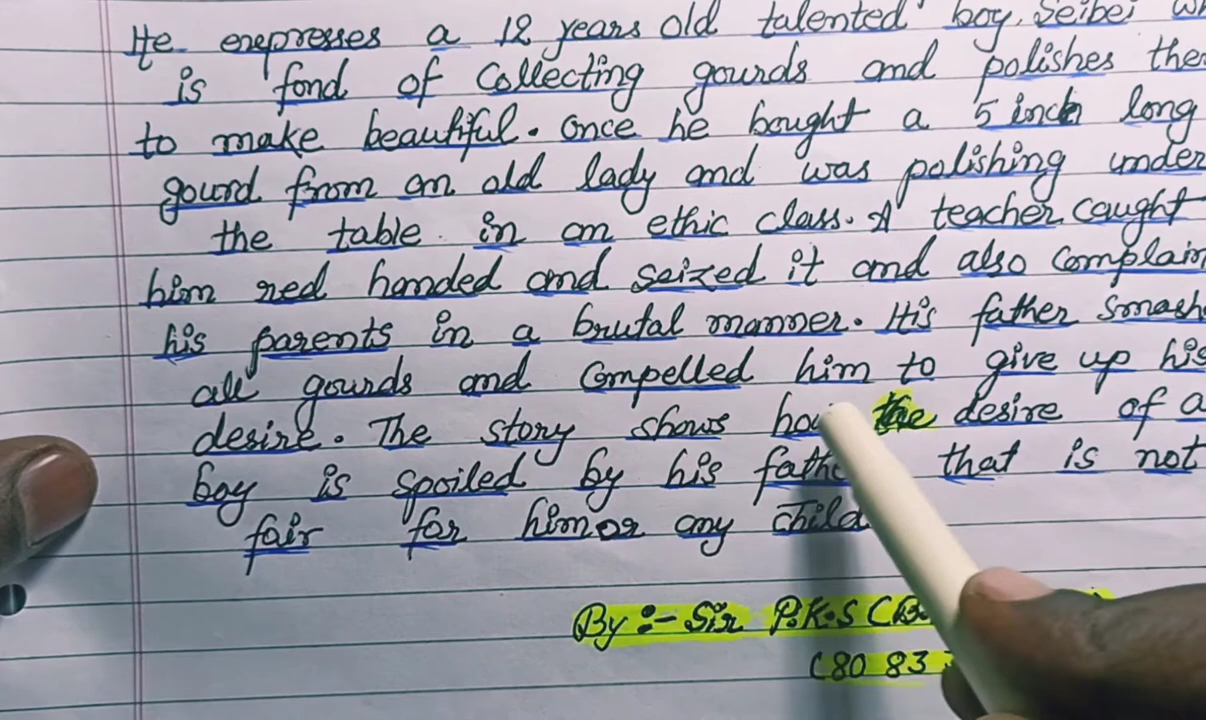 He enepresses a 12 years old talented boy, Seibei
is fond of Collecting gourds and polishes
to make beautiful. Once he bought a 5 inch long
gourd from an old lady and was polishing under
the table in an ethic class. A teacher caught
him red handed and seized it and also Complain
his parents in a brutal manner. His father Smash
all gourds and Compelled him to give up his
desire. The story shows the desire of a
boy is spoiled by his that is not
fair for him or any child
By :- Sir P.K.S
(80 83